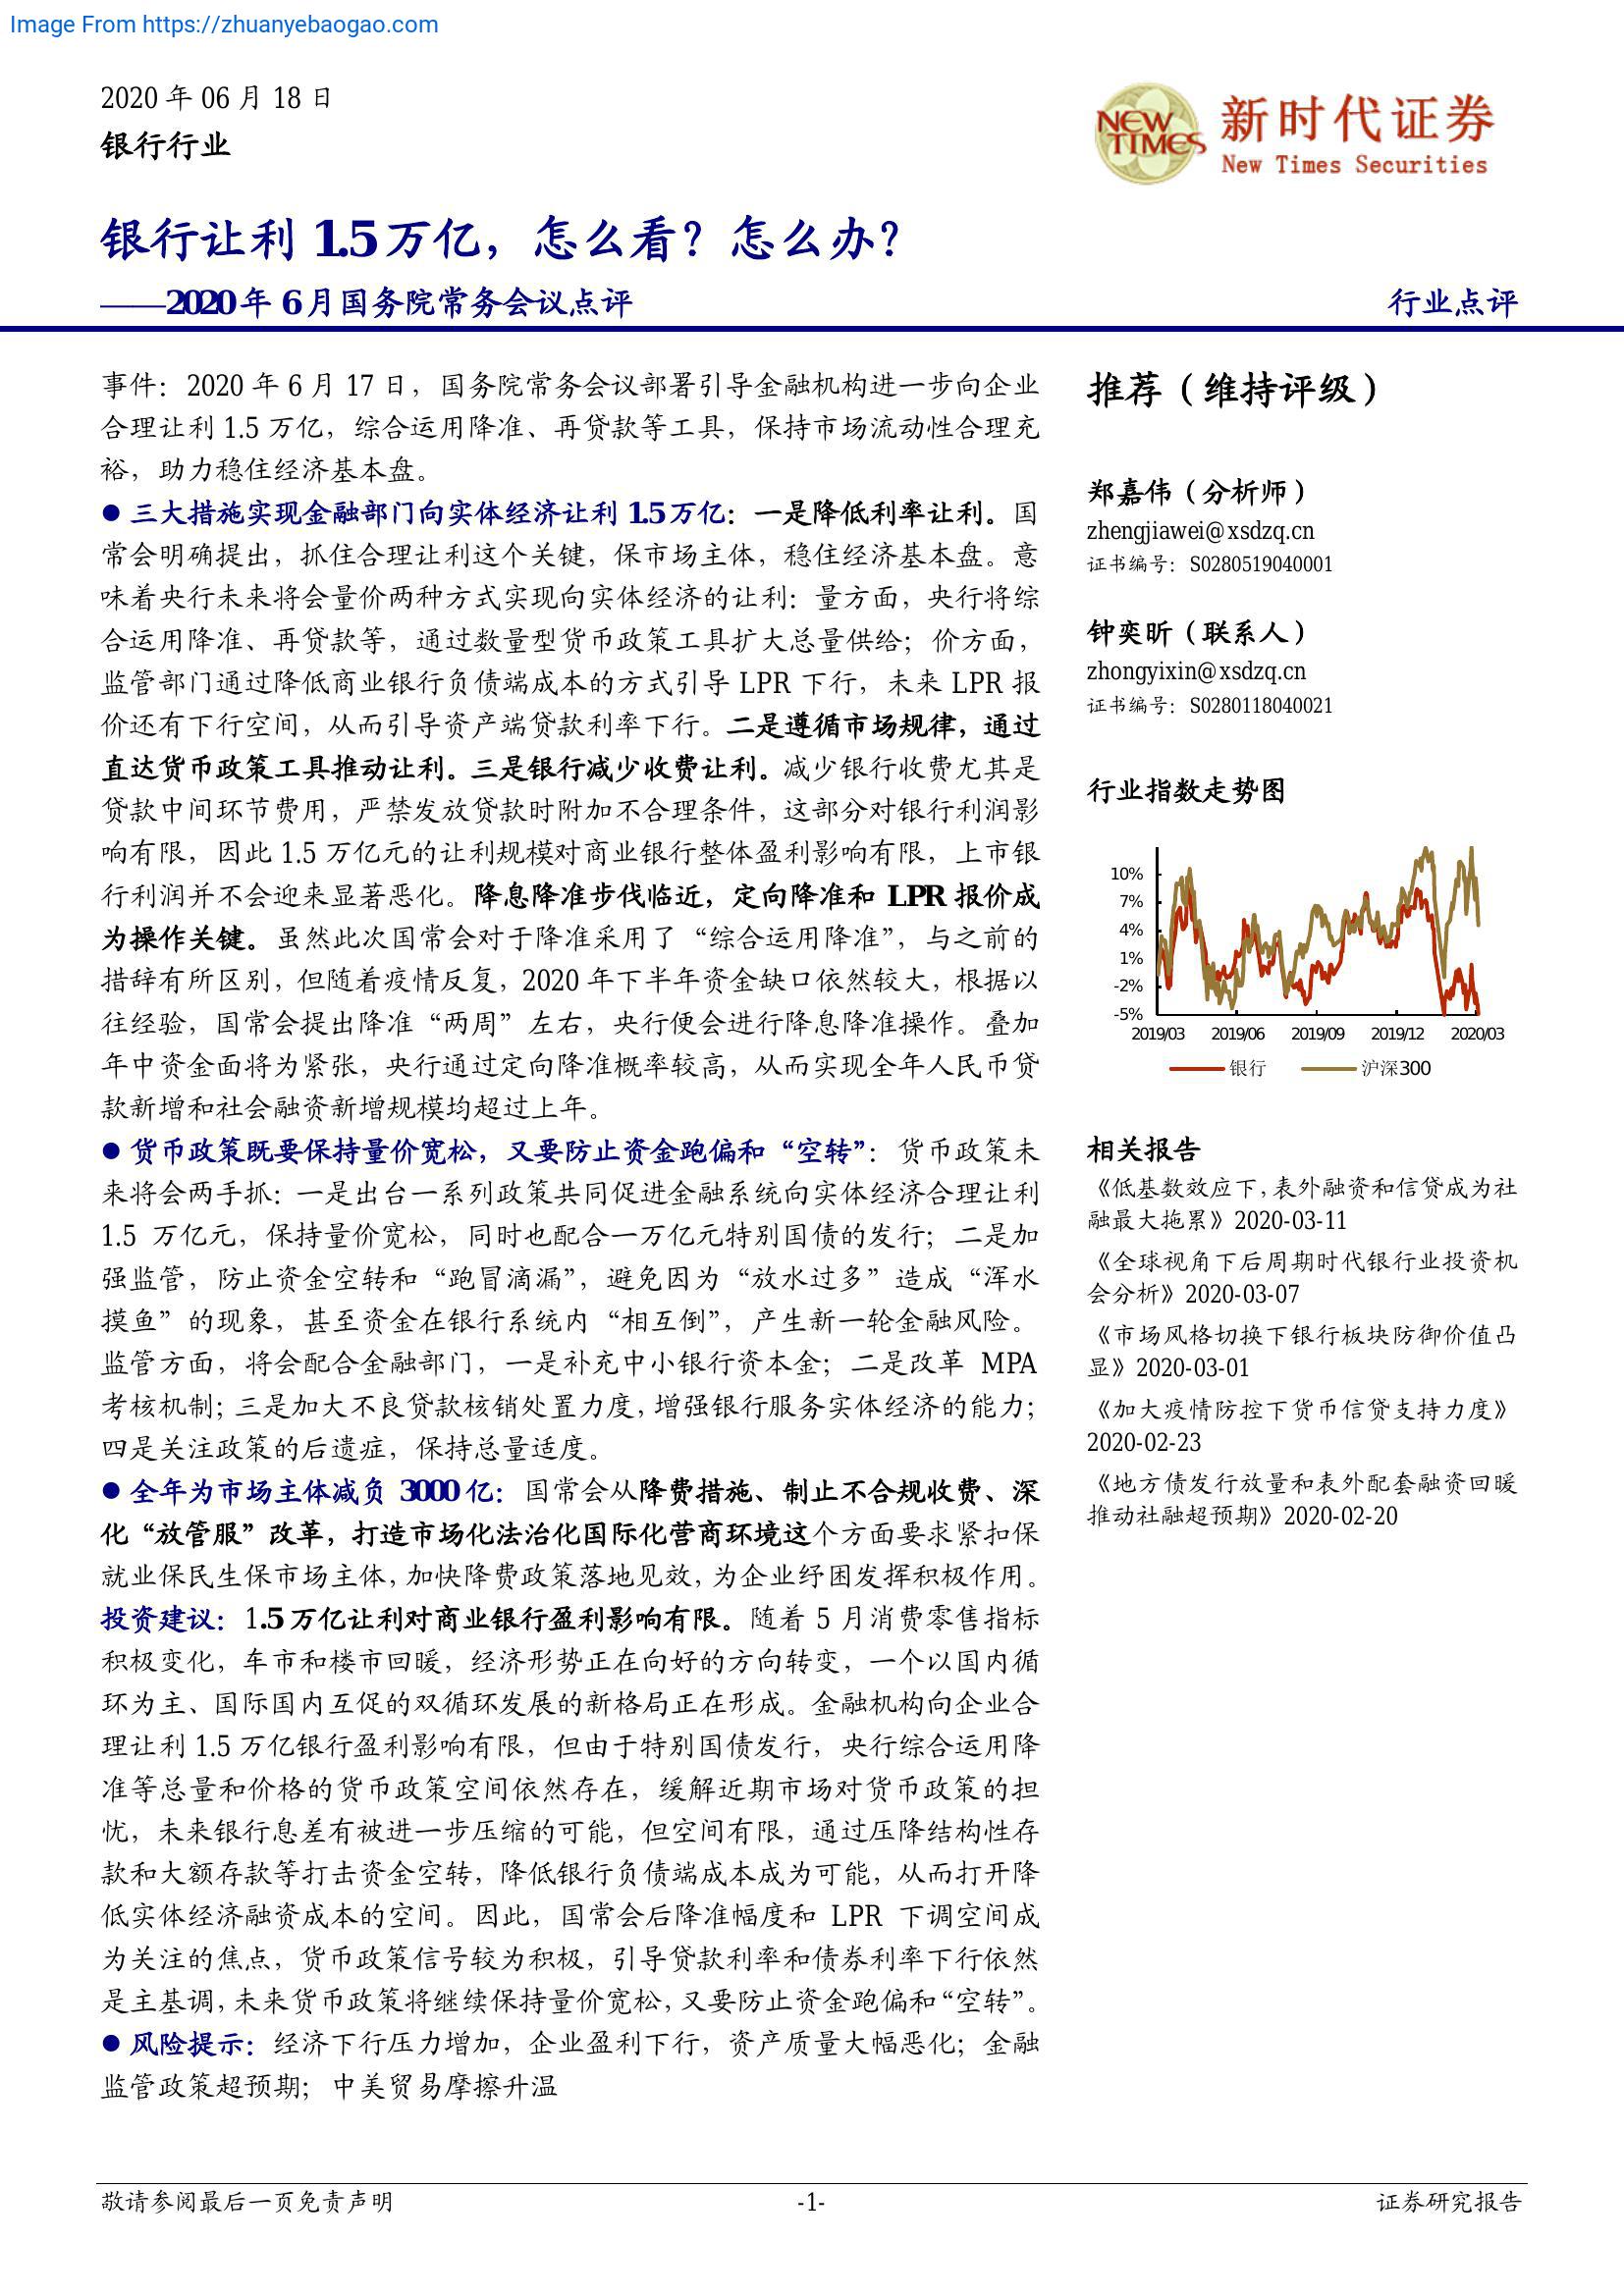 Image From https://zhuanyebaogao.com
2020 年 06 月 18 日
银行行业
NEW TIMES
新时代证券
New Times Securities
银行让利 1.5 万亿，怎么看？怎么办？
——2020 年 6 月国务院常务会议点评
行业点评
事件：2020 年 6 月 17 日，国务院常务会议部署引导金融机构进一步向企业
合理让利 1.5 万亿，综合运用降准、再贷款等工具，保持市场流动性合理充
裕，助力稳住经济基本盘。
● 三大措施实现金融部门向实体经济让利 1.5 万亿：一是降低利率让利。国
常会明确提出，抓住合理让利这个关键，保市场主体，稳住经济基本盘。意
味着央行未来将会量价两种方式实现向实体经济的让利：量方面，央行将综
合运用降准、再贷款等，通过数量型货币政策工具扩大总量供给；价方面，
监管部门通过降低商业银行负债端成本的方式引导 LPR 下行，未来 LPR 报
价还有下行空间，从而引导资产端贷款利率下行。二是遵循市场规律，通过
直达货币政策工具推动让利。三是银行减少收费让利。减少银行收费尤其是
贷款中间环节费用，严禁发放贷款时附加不合理条件，这部分对银行利润影
响有限，因此 1.5 万亿元的让利规模对商业银行整体盈利影响有限，上市银
行利润并不会迎来显著恶化。降息降准步伐临近，定向降准和 LPR 报价成
为操作关键。虽然此次国常会对于降准采用了“综合运用降准”，与之前的
措辞有所区别，但随着疫情反复，2020 年下半年资金缺口依然较大，根据以
往经验，国常会提出降准“两周”左右，央行便会进行降息降准操作。叠加
年中资金面将为紧张，央行通过定向降准概率较高，从而实现全年人民币贷
款新增和社会融资新增规模均超过上年。
● 货币政策既要保持量价宽松，又要防止资金跑偏和“空转”：货币政策未
来将会两手抓：一是出台一系列政策共同促进金融系统向实体经济合理让利
1.5 万亿元，保持量价宽松，同时也配合一万亿元特别国债的发行；二是加
强监管，防止资金空转和“跑冒滴漏”，避免因为“放水过多”造成“浑水
摸鱼”的现象，甚至资金在银行系统内“相互倒”，产生新一轮金融风险。
监管方面，将会配合金融部门，一是补充中小银行资本金；二是改革 MPA
考核机制；三是加大不良贷款核销处置力度，增强银行服务实体经济的能力；
四是关注政策的后遗症，保持总量适度。
● 全年为市场主体减负 3000 亿：国常会从降费措施、制止不合规收费、深
化“放管服”改革，打造市场化法治化国际化营商环境这个方面要求紧扣保
就业保民生保市场主体，加快降费政策落地见效，为企业纾困发挥积极作用。
投资建议：1.5 万亿让利对商业银行盈利影响有限。随着 5 月消费零售指标
积极变化，车市和楼市回暖，经济形势正在向好的方向转变，一个以国内循
环为主、国际国内互促的双循环发展的新格局正在形成。金融机构向企业合
理让利 1.5 万亿银行盈利影响有限，但由于特别国债发行，央行综合运用降
准等总量和价格的货币政策空间依然存在，缓解近期市场对货币政策的担
忧，未来银行息差有被进一步压缩的可能，但空间有限，通过压降结构性存
款和大额存款等打击资金空转，降低银行负债端成本成为可能，从而打开降
低实体经济融资成本的空间。因此，国常会后降准幅度和 LPR 下调空间成
为关注的焦点，货币政策信号较为积极，引导贷款利率和债券利率下行依然
是主基调，未来货币政策将继续保持量价宽松，又要防止资金跑偏和“空转”。
● 风险提示：经济下行压力增加，企业盈利下行，资产质量大幅恶化；金融
监管政策超预期；中美贸易摩擦升温
推荐（维持评级）
郑嘉伟（分析师）
zhengjiawei@xsdzq.cn
证书编号：S0280519040001
钟奕昕（联系人）
zhongyixin@xsdzq.cn
证书编号：S0280118040021
行业指数走势图
10%
7%
4%
1%
-2%
-5%
2019/03 2019/06 2019/09 2019/12 2020/03
银行 沪深300
相关报告
《低基数效应下，表外融资和信贷成为社
融最大拖累》2020-03-11
《全球视角下后周期时代银行业投资机
会分析》2020-03-07
《市场风格切换下银行板块防御价值凸
显》2020-03-01
《加大疫情防控下货币信贷支持力度》
2020-02-23
《地方债发行放量和表外配套融资回暖
推动社融超预期》2020-02-20
敬请参阅最后一页免责声明
-1-
证券研究报告